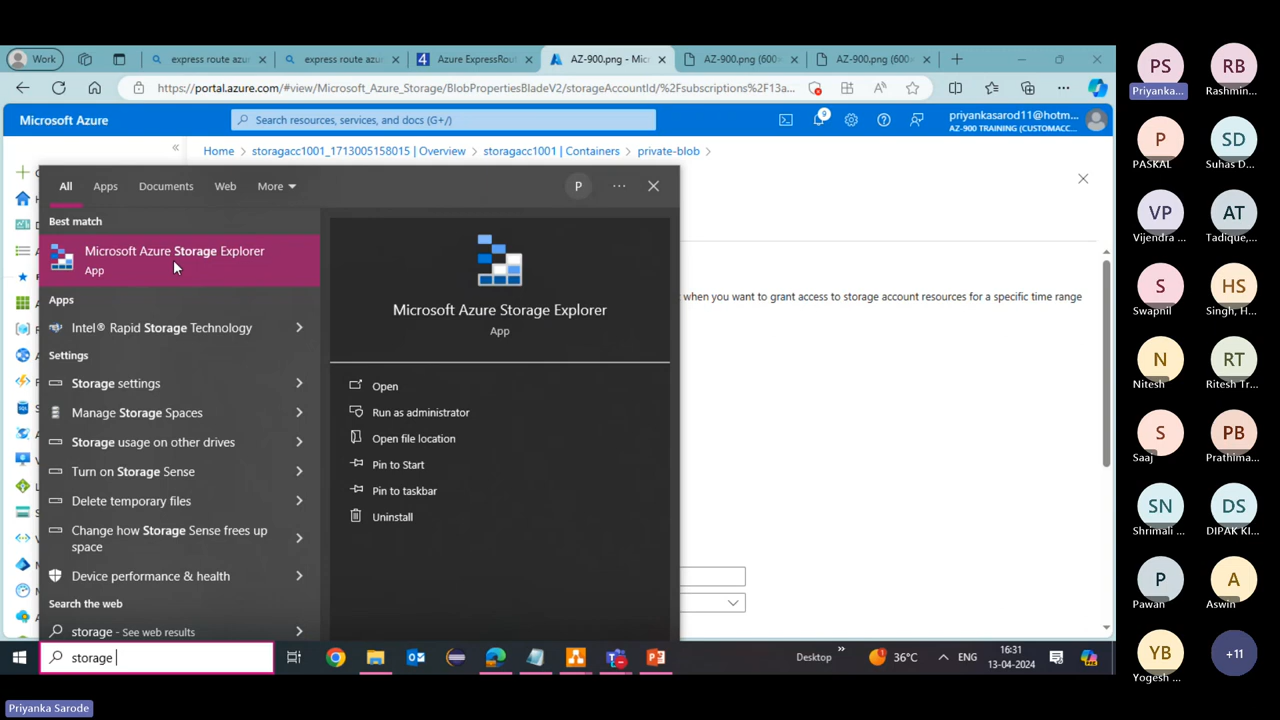 Work
express route azur
express route azur
4
Azure ExpressRout
AZ-900.png - Micr
AZ-900.png (600×
AZ-900.png (600×
https://portal.azure.com/#view/Microsoft_Azure_Storage/BlobPropertiesBladeV2/storageAccountId/%2Fsubscriptions%2F13a...
Microsoft Azure
Search resources, services, and docs (G+/)
9
priyankasarod11@hotm...
AZ-900 TRAINING (CUSTOMACC...
Home > storagacc1001_1713005158015 | Overview > storagacc1001 | Containers > private-blob >
All
Apps
Documents
Web
More
P
Best match
Microsoft Azure Storage Explorer
App
Apps
Intel® Rapid Storage Technology
Settings
Storage settings
Manage Storage Spaces
Storage usage on other drives
Turn on Storage Sense
Delete temporary files
Change how Storage Sense frees up
space
Device performance & health
Search the web
storage - See web results
Microsoft Azure Storage Explorer
App
Open
Run as administrator
Open file location
Pin to Start
Pin to taskbar
Uninstall
when you want to grant access to storage account resources for a specific time range
storage
Desktop
36°C
ENG
16:31
13-04-2024
PS
Priyanka...
RB
Rashmin...
P
PASKAL
SD
Suhas D...
VP
Vijendra ...
AT
Tadique,...
S
Swapnil
HS
Singh, H...
N
Nitesh
RT
Ritesh Tr...
S
Saaj
PB
Prathima...
SN
Shrimali ...
DS
DIPAK KI...
P
Pawan
A
Aswin
YB
Yogesh ...
+11
Priyanka Sarode